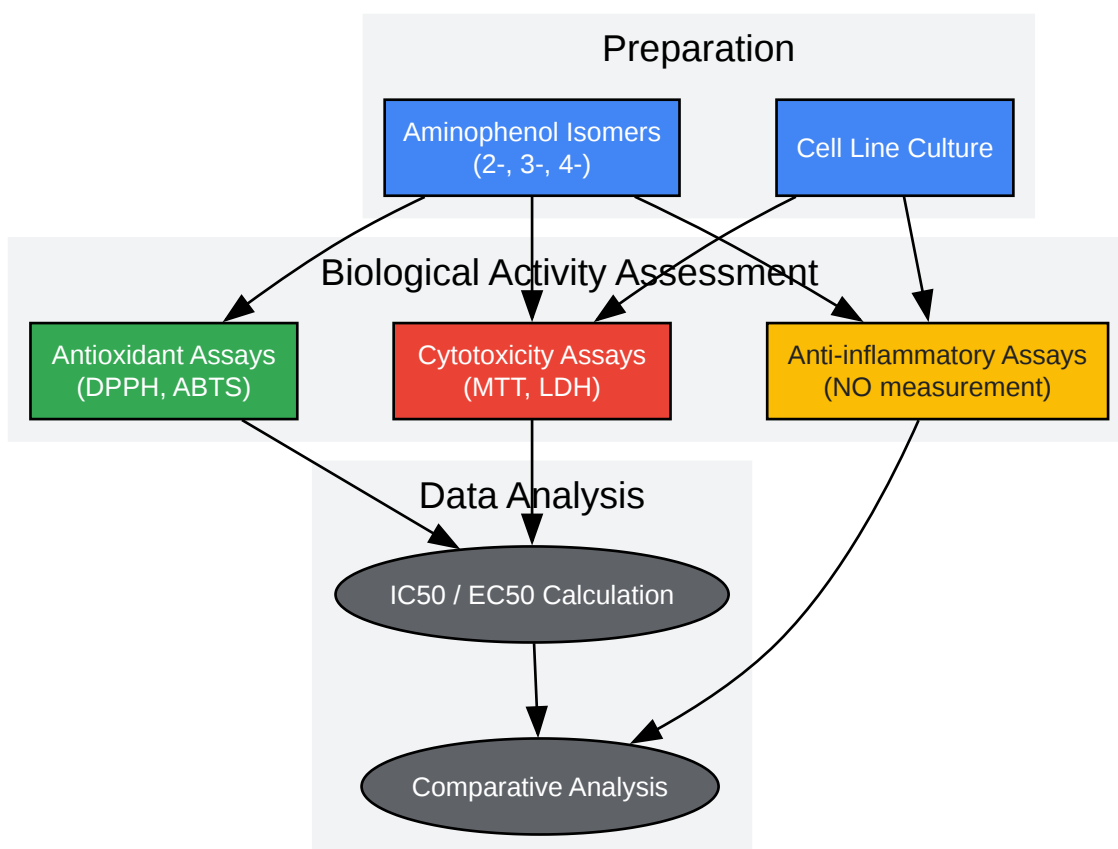 Preparation
Aminophenol Isomers
(2-, 3-, 4-)
Cell Line Culture
Biological Activity Assessment
Antioxidant Assays
(DPPH, ABTS)
Cytotoxicity Assays
(MTT, LDH)
Anti-inflammatory Assays
(NO measurement)
Data Analysis
IC50 / EC50 Calculation
Comparative Analysis